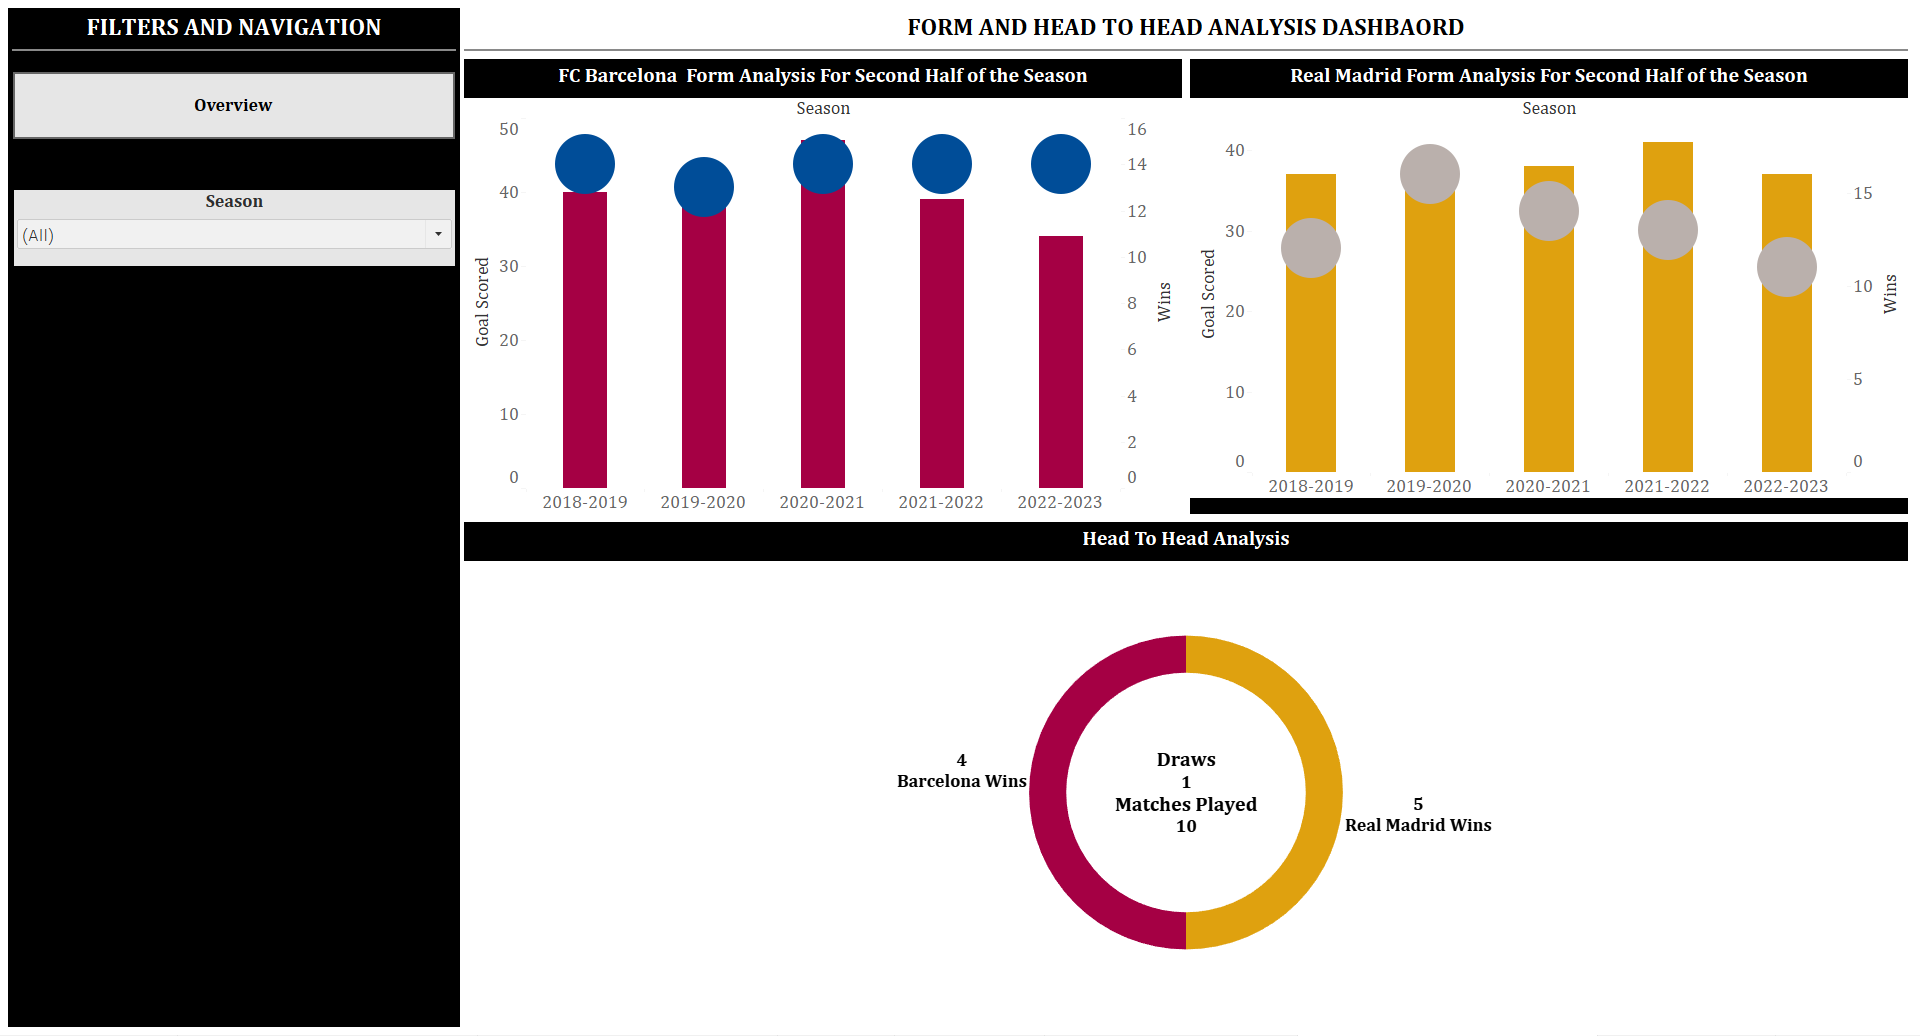 FILTERS AND NAVIGATION
Overview
Season
(All)
FORM AND HEAD TO HEAD ANALYSIS DASHBAORD
FC Barcelona  Form Analysis For Second Half of the Season
Season
50
40
30
20
10
0
Goal Scored
16
14
12
10
8
6
4
2
0
Wins
2018-2019 2019-2020 2020-2021 2021-2022 2022-2023
Real Madrid Form Analysis For Second Half of the Season
Season
40
30
20
10
0
Goal Scored
15
10
5
0
Wins
2018-2019 2019-2020 2020-2021 2021-2022 2022-2023
Head To Head Analysis
4
Barcelona Wins
Draws
1
Matches Played
10
5
Real Madrid Wins